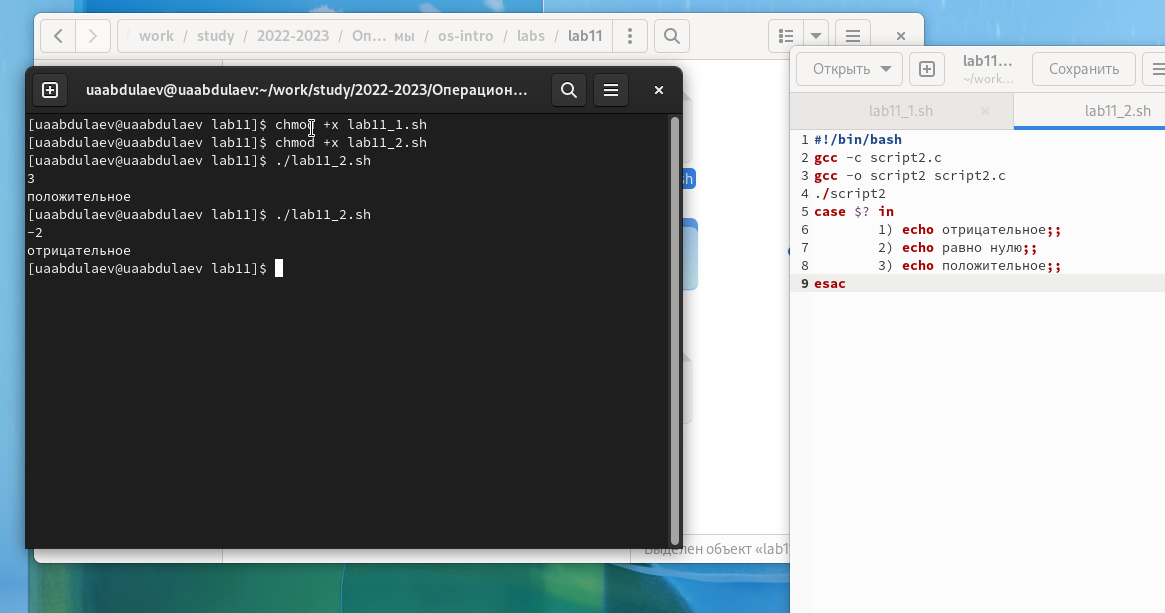 work / study / 2022-2023 / Оп… мы / os-intro / labs / lab11
uaabdulaev@uaabdulaev:~/work/study/2022-2023/Операцион…
[uaabdulaev@uaabdulaev lab11]$ chmod +x lab11_1.sh
[uaabdulaev@uaabdulaev lab11]$ chmod +x lab11_2.sh
[uaabdulaev@uaabdulaev lab11]$ ./lab11_2.sh
3
положительное
[uaabdulaev@uaabdulaev lab11]$ ./lab11_2.sh
-2
отрицательное
[uaabdulaev@uaabdulaev lab11]$
sh
Выделен объект «lab1
Открыть
lab11…
~/work…
Сохранить
lab11_1.sh
lab11_2.sh
1 #!/bin/bash
2 gcc -c script2.c
3 gcc -o script2 script2.c
4 ./script2
5 case $? in
6 1) echo отрицательное;;
7 2) echo равно нулю;;
8 3) echo положительное;;
9 esac